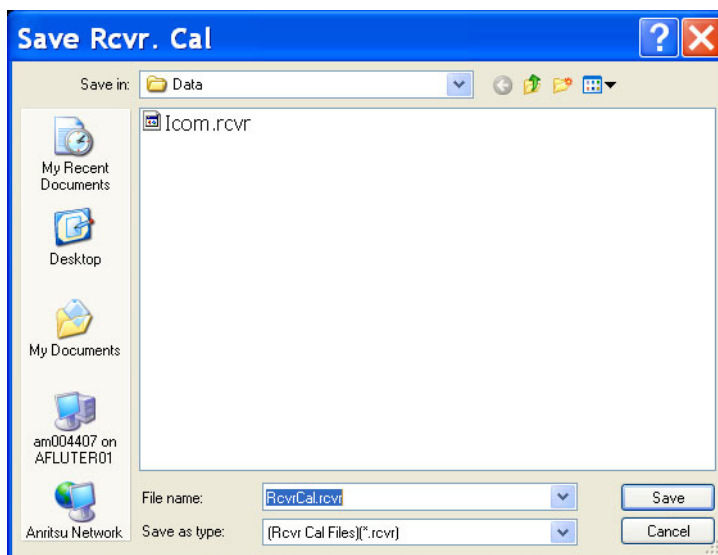 Save Rcvr. Cal
Save in:
Data
Icom.rcvr
My Recent
Documents
Desktop
My Documents
am004407 on
AFLUTER01
Anritsu Network
File name:
RcvrCal.rcvr
Save
Save as type:
(Rcvr Cal Files)(*.rcvr)
Cancel